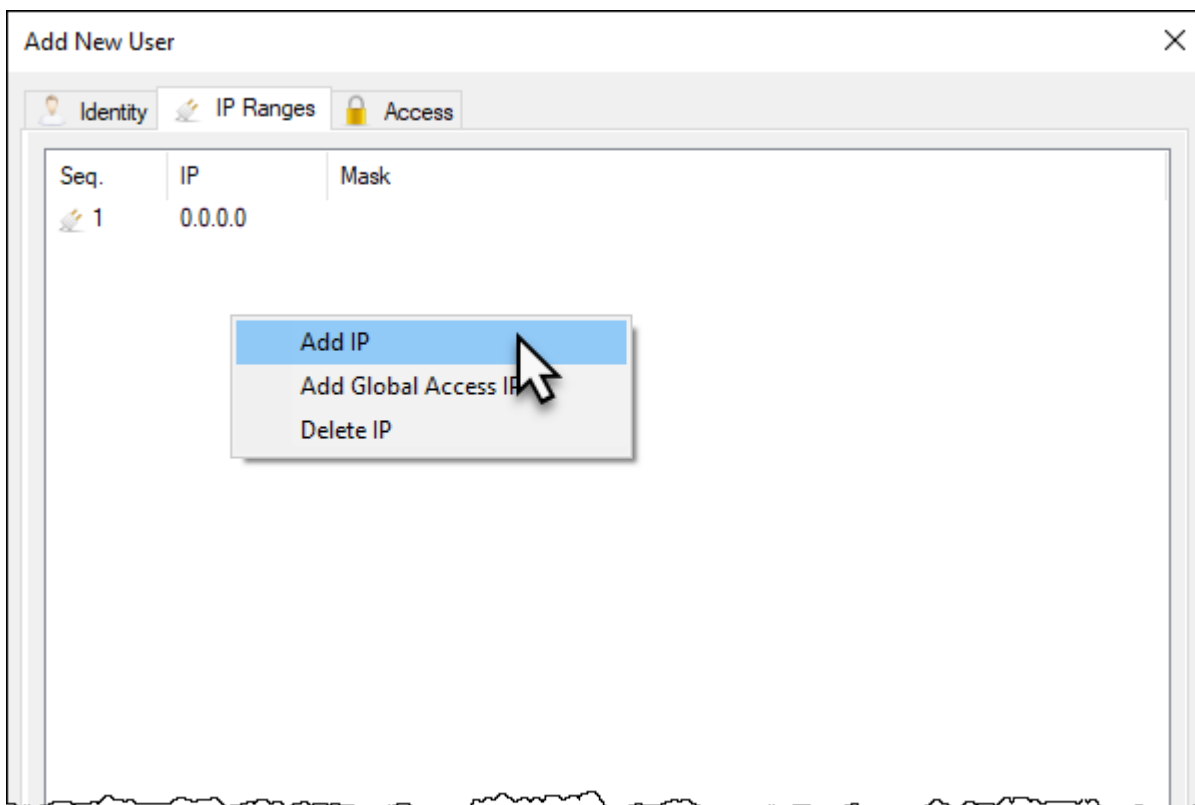 Add New User
Identity IP Ranges Access
Seq. IP Mask
1 0.0.0.0
Add IP
Add Global Access IP
Delete IP